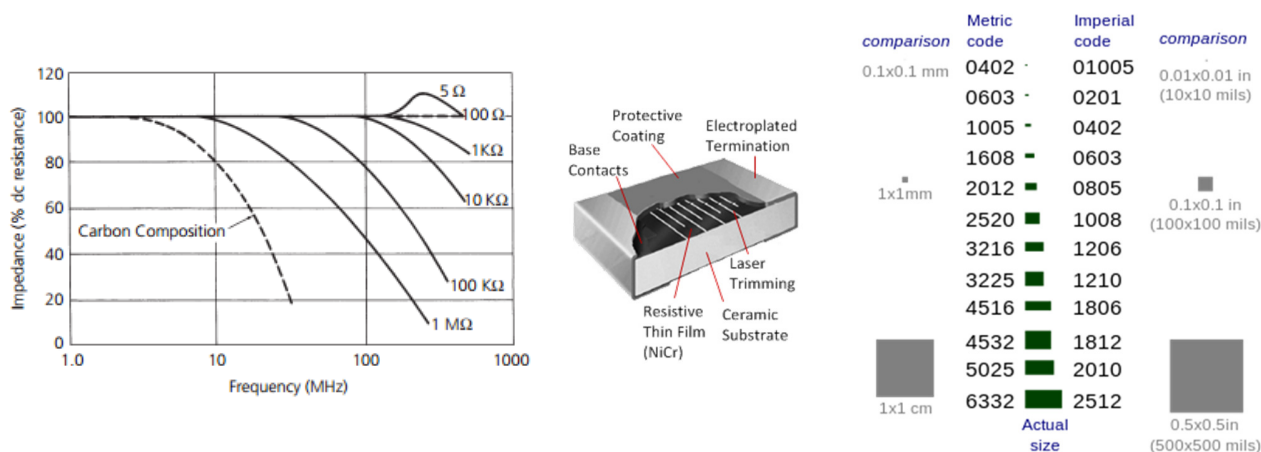 120
100
80
60
40
20
0
Impedance (% dc resistance)
1.0
10
100
1000
Frequency (MHz)
5 Ω
100 Ω
1KΩ
10 KΩ
100 KΩ
1 MΩ
Carbon Composition
Protective
Coating
Electroplated
Termination
Base
Contacts
Laser
Trimming
Resistive
Thin Film
(NiCr)
Ceramic
Substrate
Metric
code
Imperial
code
comparison
comparison
0402 01005
0603 0201
1005 0402
1608 0603
2012 0805
2520 1008
3216 1206
3225 1210
4516 1806
4532 1812
5025 2010
6332 2512
Actual
size
0.1x0.1 mm
1x1mm
1x1 cm
0.01x0.01 in
(10x10 mils)
0.1x0.1 in
(100x100 mils)
0.5x0.5in
(500x500 mils)